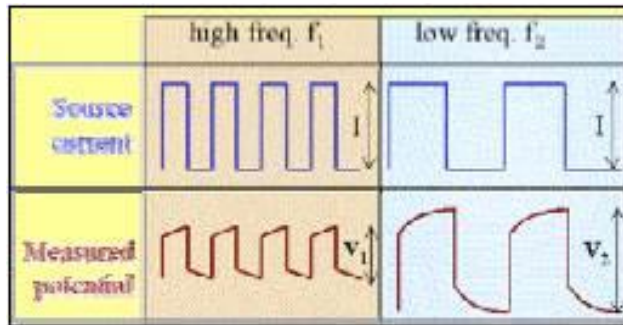 high freq. f₁
low freq. f₂
Source
current
I
I
Measured
potential
v₁
v₂